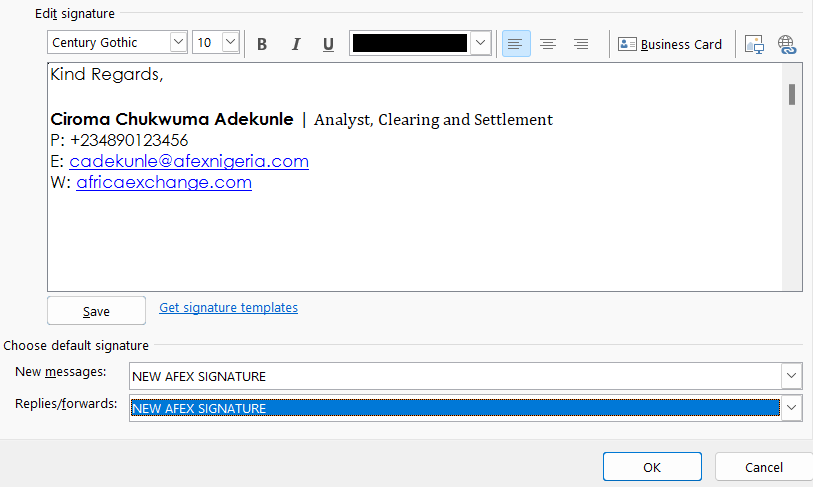 Edit signature
Century Gothic 10 B I U Business Card
Kind Regards,
Ciroma Chukwuma Adekunle | Analyst, Clearing and Settlement
P: +234890123456
E: cadekunle@afexnigeria.com
W: africaexchange.com
Save Get signature templates
Choose default signature
New messages: NEW AFEX SIGNATURE
Replies/forwards: NEW AFEX SIGNATURE
OK Cancel